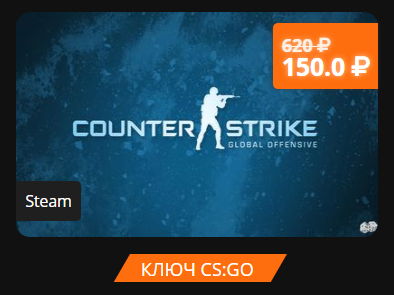 620 ₽
150.0 ₽
COUNTER STRIKE
GLOBAL OFFENSIVE
Steam
КЛЮЧ CS:GO